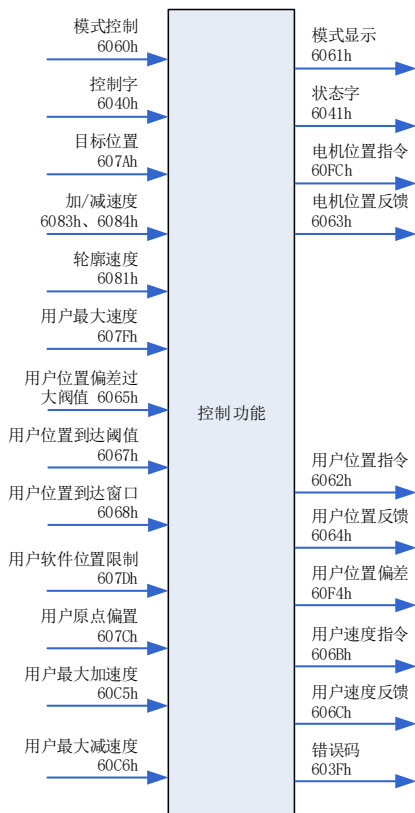 模式控制
6060h
控制字
6040h
目标位置
607Ah
加/减速度
6083h、6084h
轮廓速度
6081h
用户最大速度
607Fh
用户位置偏差过
大阀值 6065h
用户位置到达阈值
6067h
用户位置到达窗口
6068h
用户软件位置限制
607Dh
用户原点偏置
607Ch
用户最大加速度
60C5h
用户最大减速度
60C6h
控制功能
模式显示
6061h
状态字
6041h
电机位置指令
60FCh
电机位置反馈
6063h
用户位置指令
6062h
用户位置反馈
6064h
用户位置偏差
60F4h
用户速度指令
606Bh
用户速度反馈
606Ch
错误码
603Fh